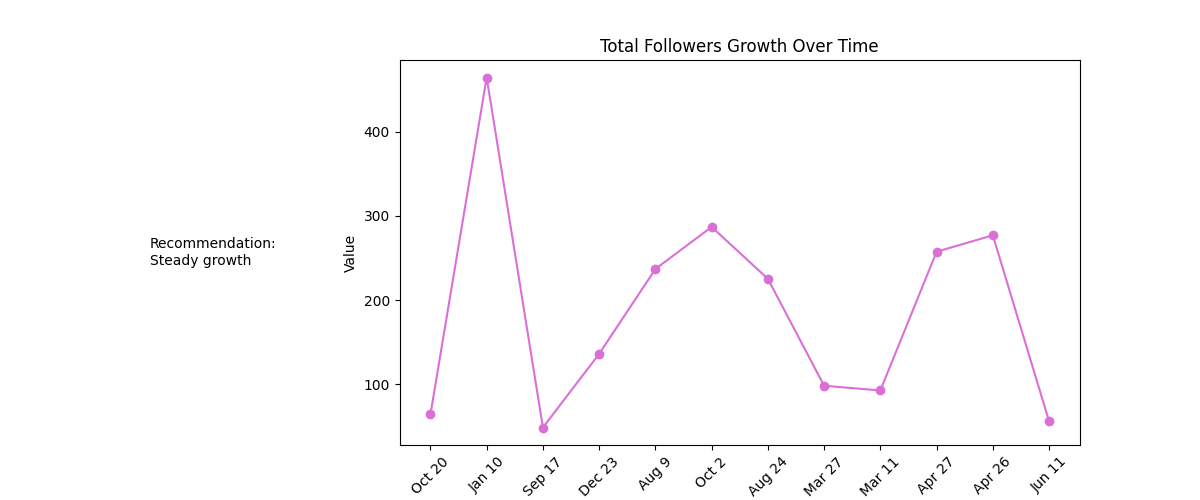 Total Followers Growth Over Time
Recommendation:
Steady growth
Value
400
300
200
100
Oct 20
Jan 10
Sep 17
Dec 23
Aug 9
Oct 2
Aug 24
Mar 27
Mar 11
Apr 27
Apr 26
Jun 11